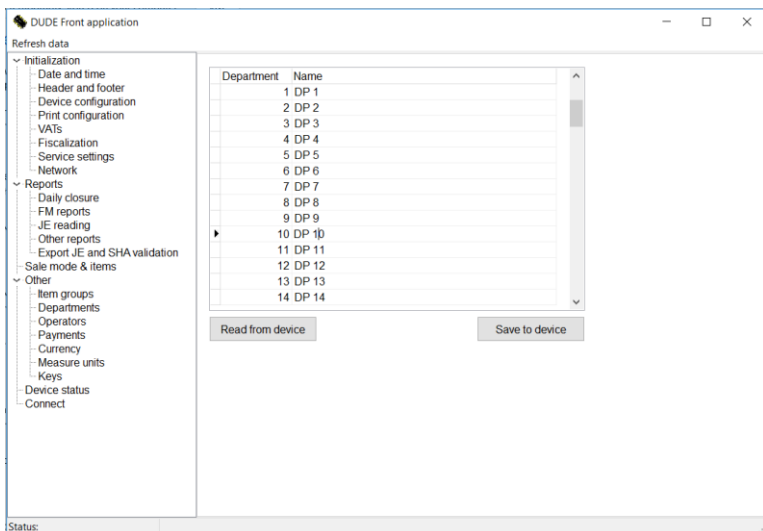 DUDE Front application
Refresh data
Initialization
Date and time
Header and footer
Device configuration
Print configuration
VATs
Fiscalization
Service settings
Network
Reports
Daily closure
FM reports
JE reading
Other reports
Export JE and SHA validation
Sale mode & items
Other
Item groups
Departments
Operators
Payments
Currency
Measure units
Keys
Device status
Connect
Department Name
1 DP 1
2 DP 2
3 DP 3
4 DP 4
5 DP 5
6 DP 6
7 DP 7
8 DP 8
9 DP 9
10 DP 10
11 DP 11
12 DP 12
13 DP 13
14 DP 14
Read from device Save to device
Status: